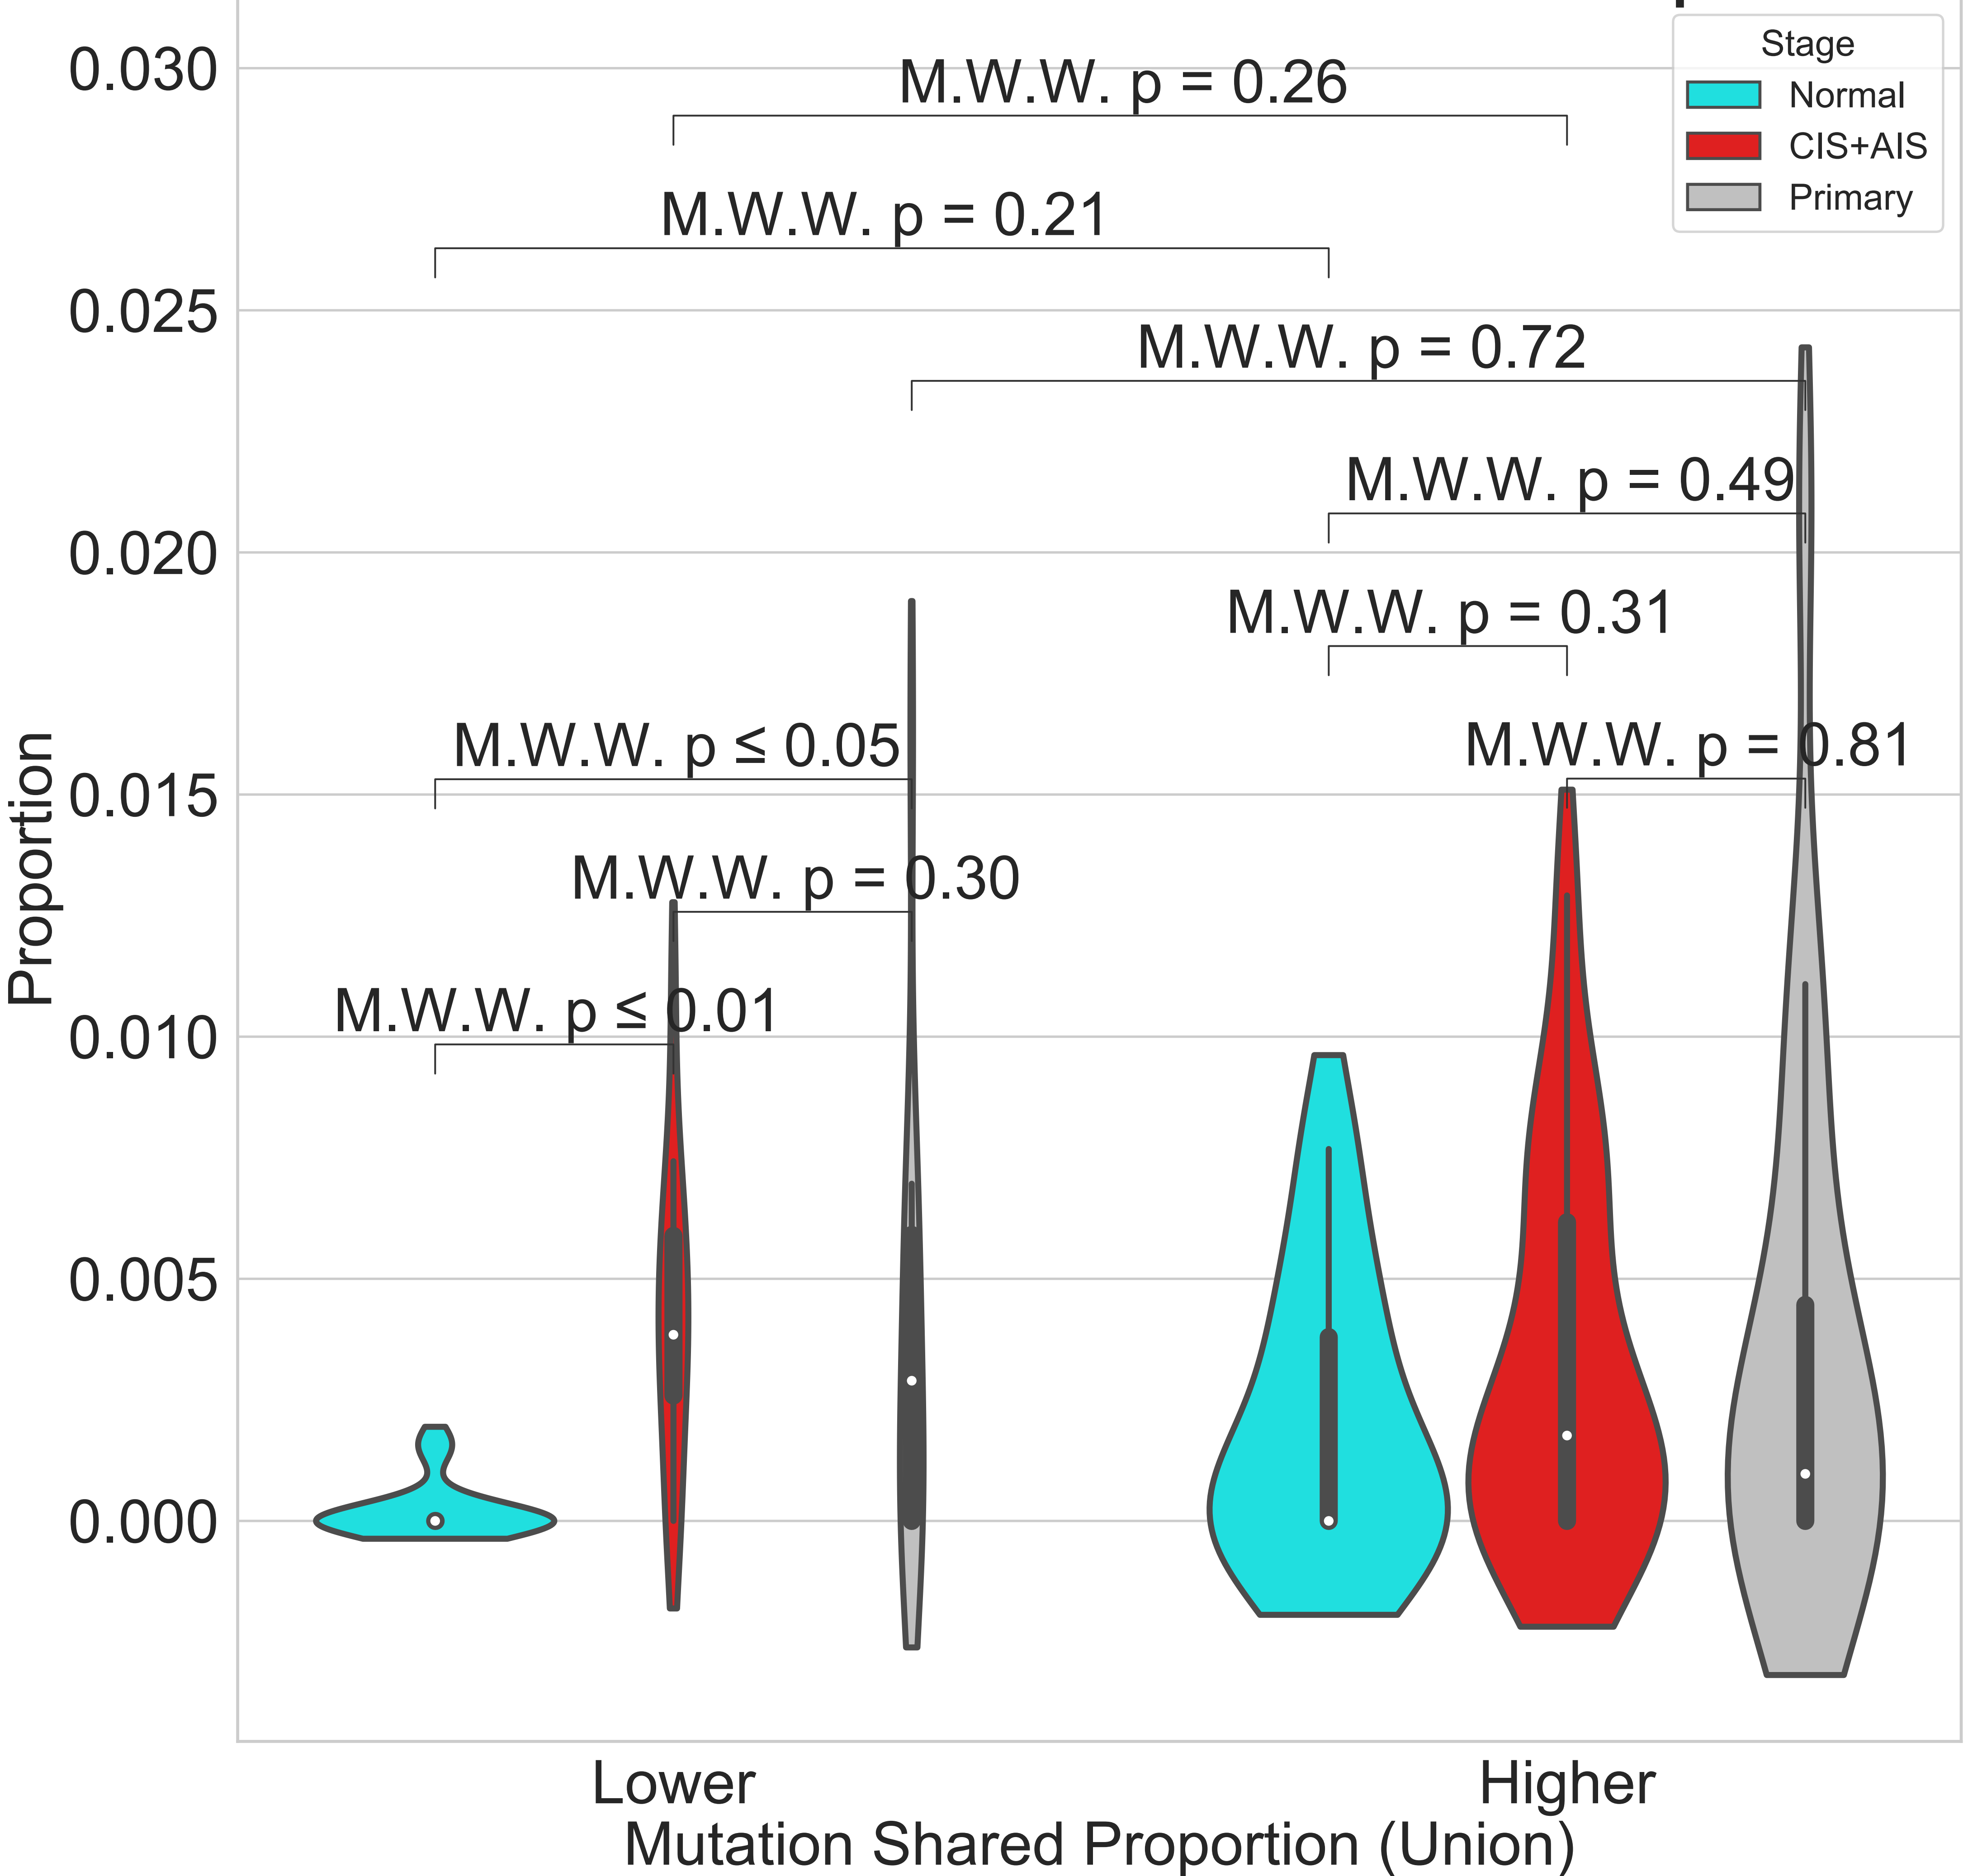 Stage
Normal
CIS+AIS
Primary
M.W.W. p = 0.26
M.W.W. p = 0.21
M.W.W. p = 0.72
M.W.W. p = 0.49
M.W.W. p = 0.31
M.W.W. p ≤ 0.05
M.W.W. p = 0.81
M.W.W. p = 0.30
M.W.W. p ≤ 0.01
0.030
0.025
0.020
0.015
0.010
0.005
0.000
Proportion
Lower
Higher
Mutation Shared Proportion (Union)